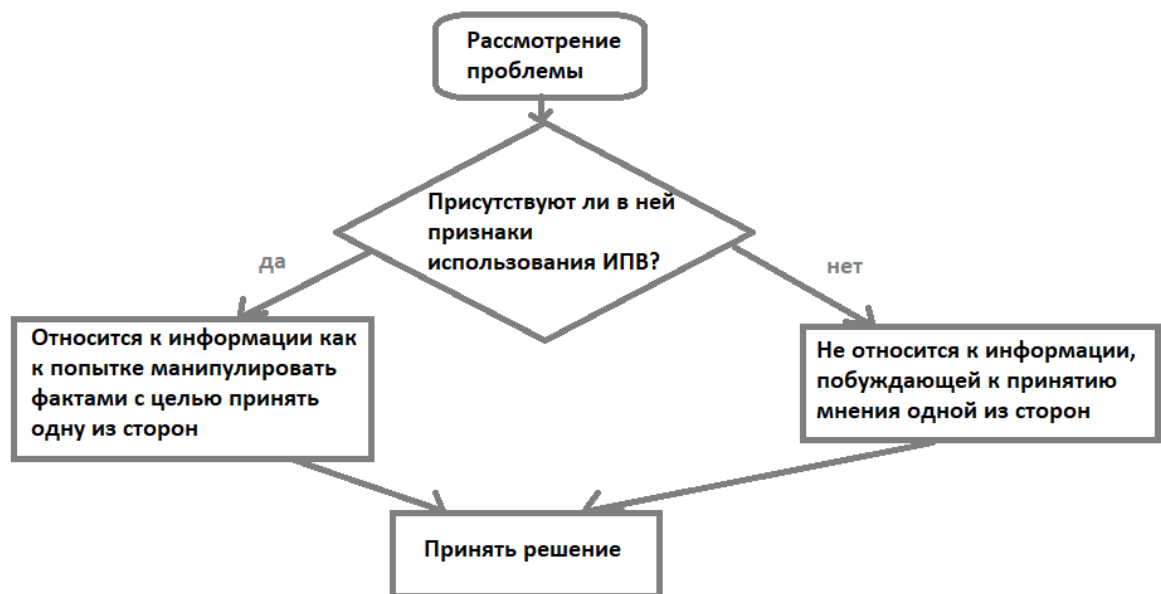 Рассмотрение
проблемы
Присутствуют ли в ней
признаки
использования ИПВ?
да
нет
Относится к информации как
к попытке манипулировать
фактами с целью принять
одну из сторон
Не относится к информации,
побуждающей к принятию
мнения одной из сторон
Принять решение